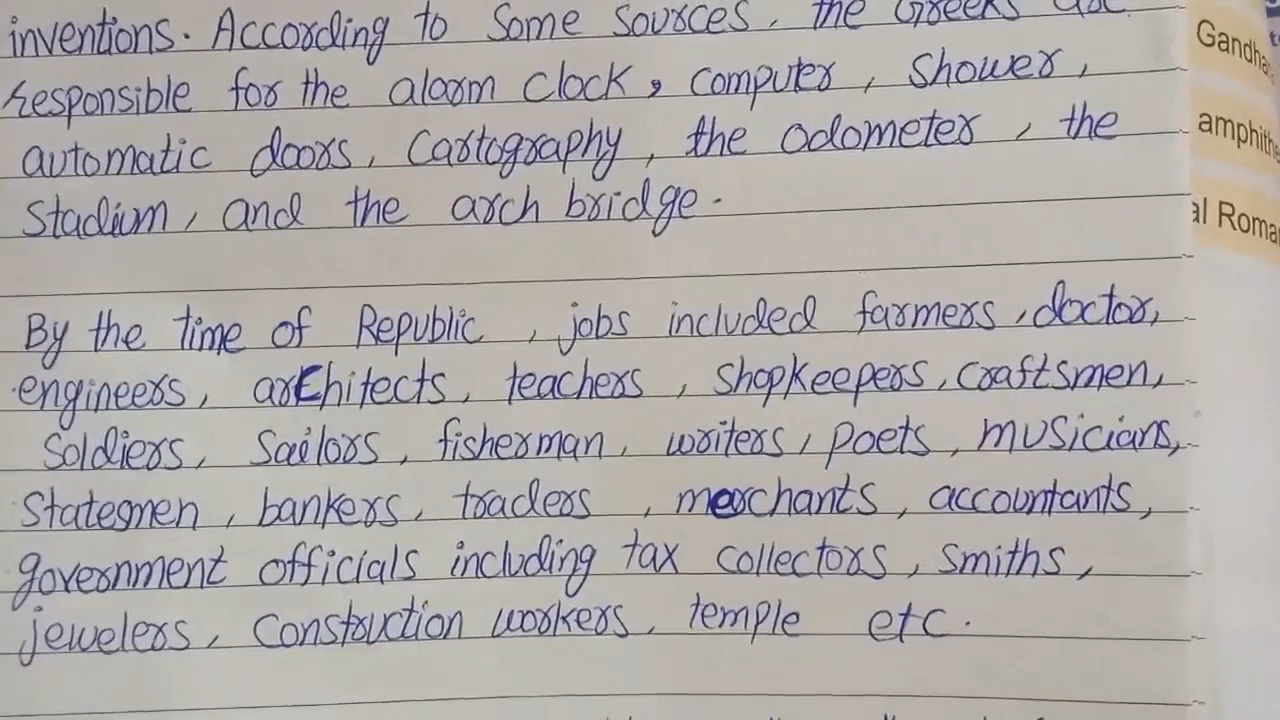 inventions. According to Some Sources, the Greeks are
responsible for the alarm clock, computer, Shower,
automatic doors, Cartography, the odometer, the
Stadium, and the arch bridge.
By the time of Republic, jobs included farmers, doctor,
engineers, architects, teachers, Shopkeepers, craftsmen,
Soldiers, Sailors, fisherman, writers, poets, musicians,
Statesmen, bankers, traders, merchants, accountants,
government officials including tax collectors, smiths,
jewelers, construction workers, temple etc.
Gandha
amphith
al Roma